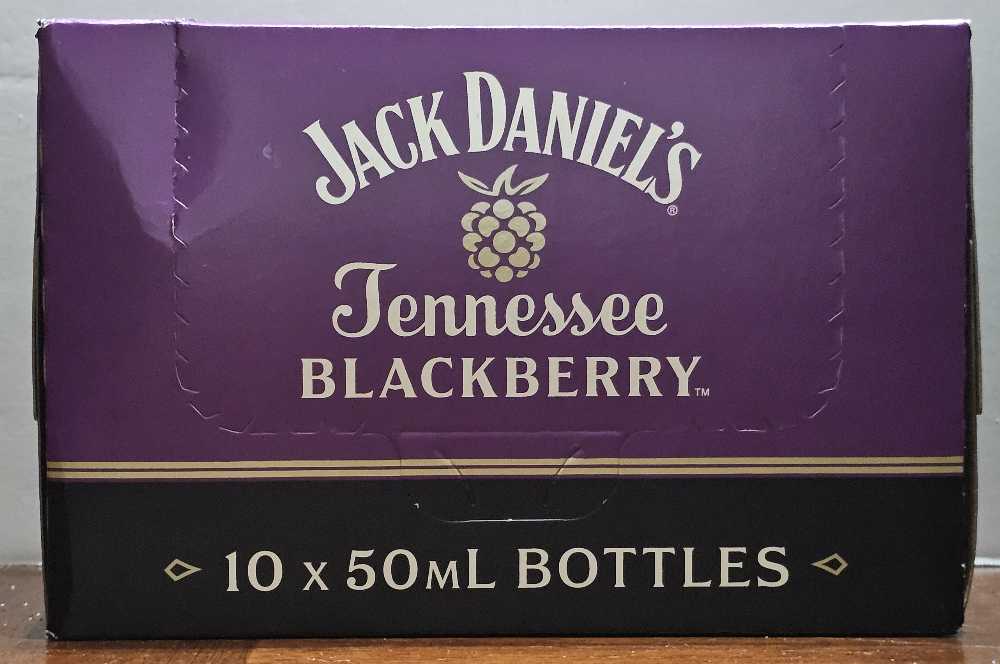 JACK DANIEL'S®
Tennessee
BLACKBERRY™
10 x 50mL BOTTLES